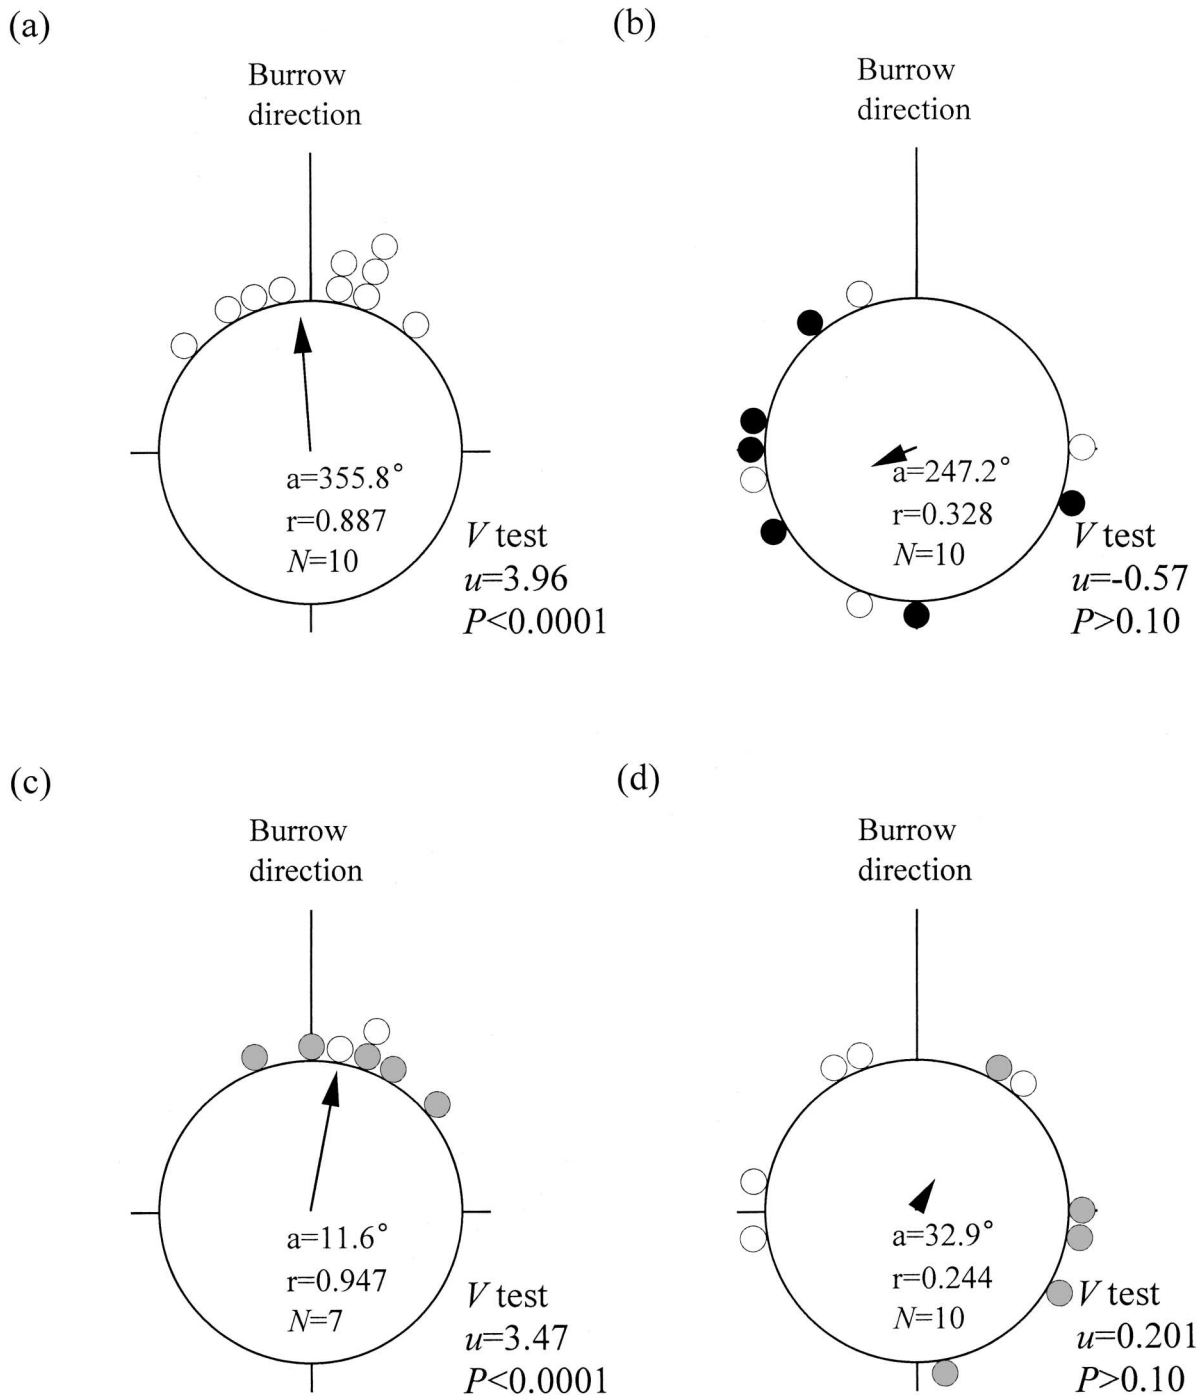 (a)
Burrow
direction
a=355.8°
r=0.887
N=10
V test
u=3.96
P<0.0001
(b)
Burrow
direction
a=247.2°
r=0.328
N=10
V test
u=-0.57
P>0.10
(c)
Burrow
direction
a=11.6°
r=0.947
N=7
V test
u=3.47
P<0.0001
(d)
Burrow
direction
a=32.9°
r=0.244
N=10
V test
u=0.201
P>0.10